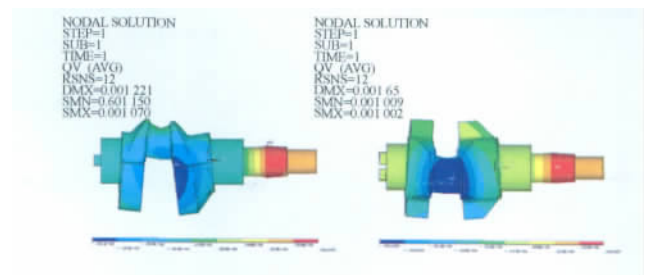 NODAL SOLUTION
STEP=1
SUB=1
TIME=1
QV (AVG)
RSNS=12
DMX=0.001 221
SMN=0.601 150
SMX=0.001 070
NODAL SOLUTION
STEP=1
SUB=1
TIME=1
QV (AVG)
RSNS=12
DMX=0.001 65
SMN=0.001 009
SMX=0.001 002